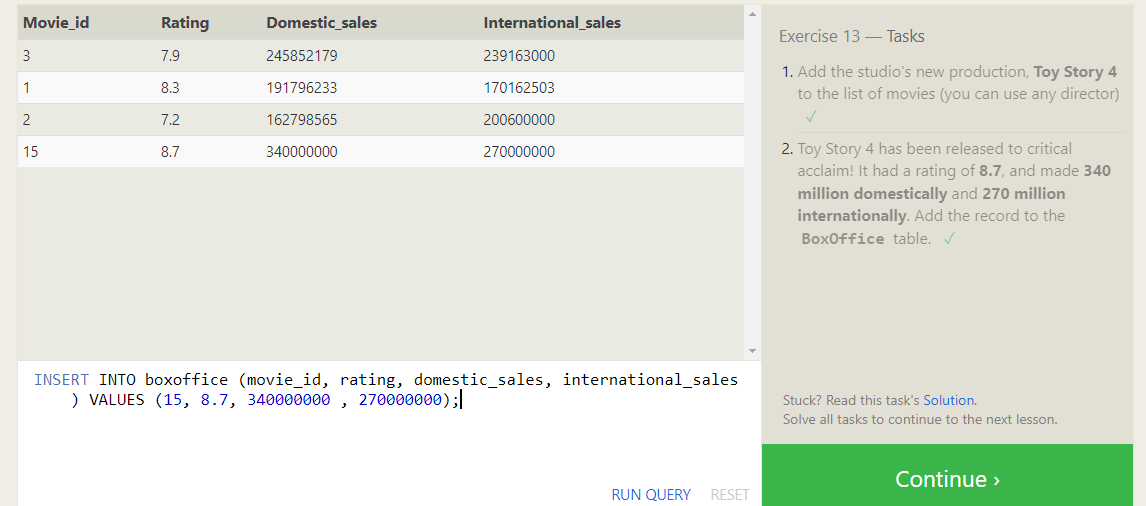 Movie_id Rating Domestic_sales International_sales
3 7.9 245852179 239163000
1 8.3 191796233 170162503
2 7.2 162798565 200600000
15 8.7 340000000 270000000
INSERT INTO boxoffice (movie_id, rating, domestic_sales, international_sales
) VALUES (15, 8.7, 340000000 , 270000000);
RUN QUERY RESET
Exercise 13 — Tasks
1. Add the studio's new production, Toy Story 4
to the list of movies (you can use any director)
✓
2. Toy Story 4 has been released to critical
acclaim! It had a rating of 8.7, and made 340
million domestically and 270 million
internationally. Add the record to the
BoxOffice table. ✓
Stuck? Read this task's Solution.
Solve all tasks to continue to the next lesson.
Continue ›